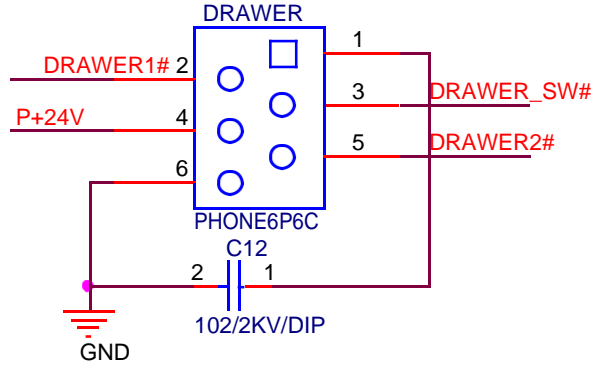 DRAWER
1
DRAWER1# 2
3 DRAWER_SW#
P+24V 4
5 DRAWER2#
6
PHONE6P6C
C12
2 1
102/2KV/DIP
GND